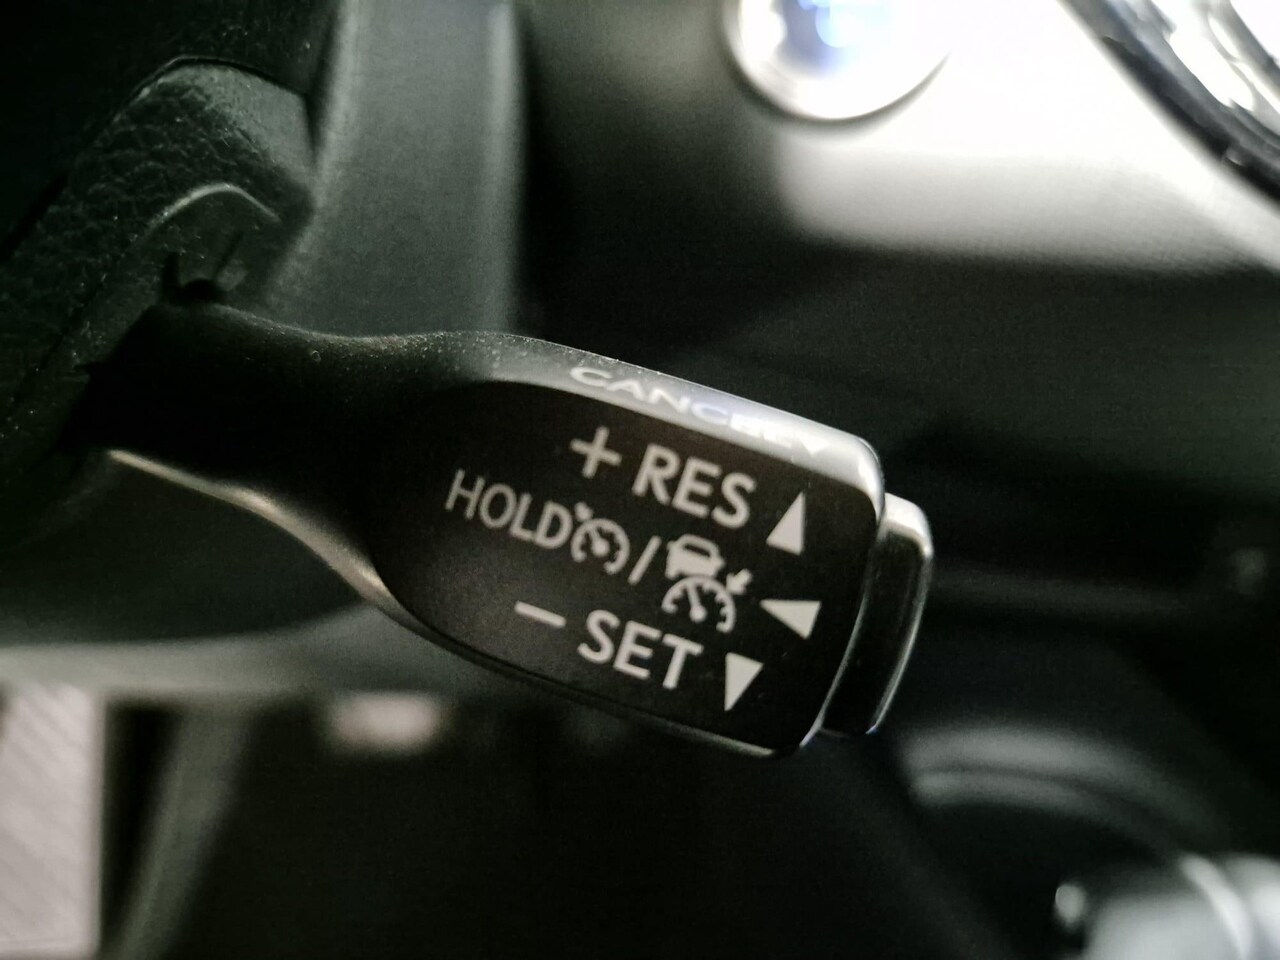 CANCEL
+ RES
HOLD /
− SET